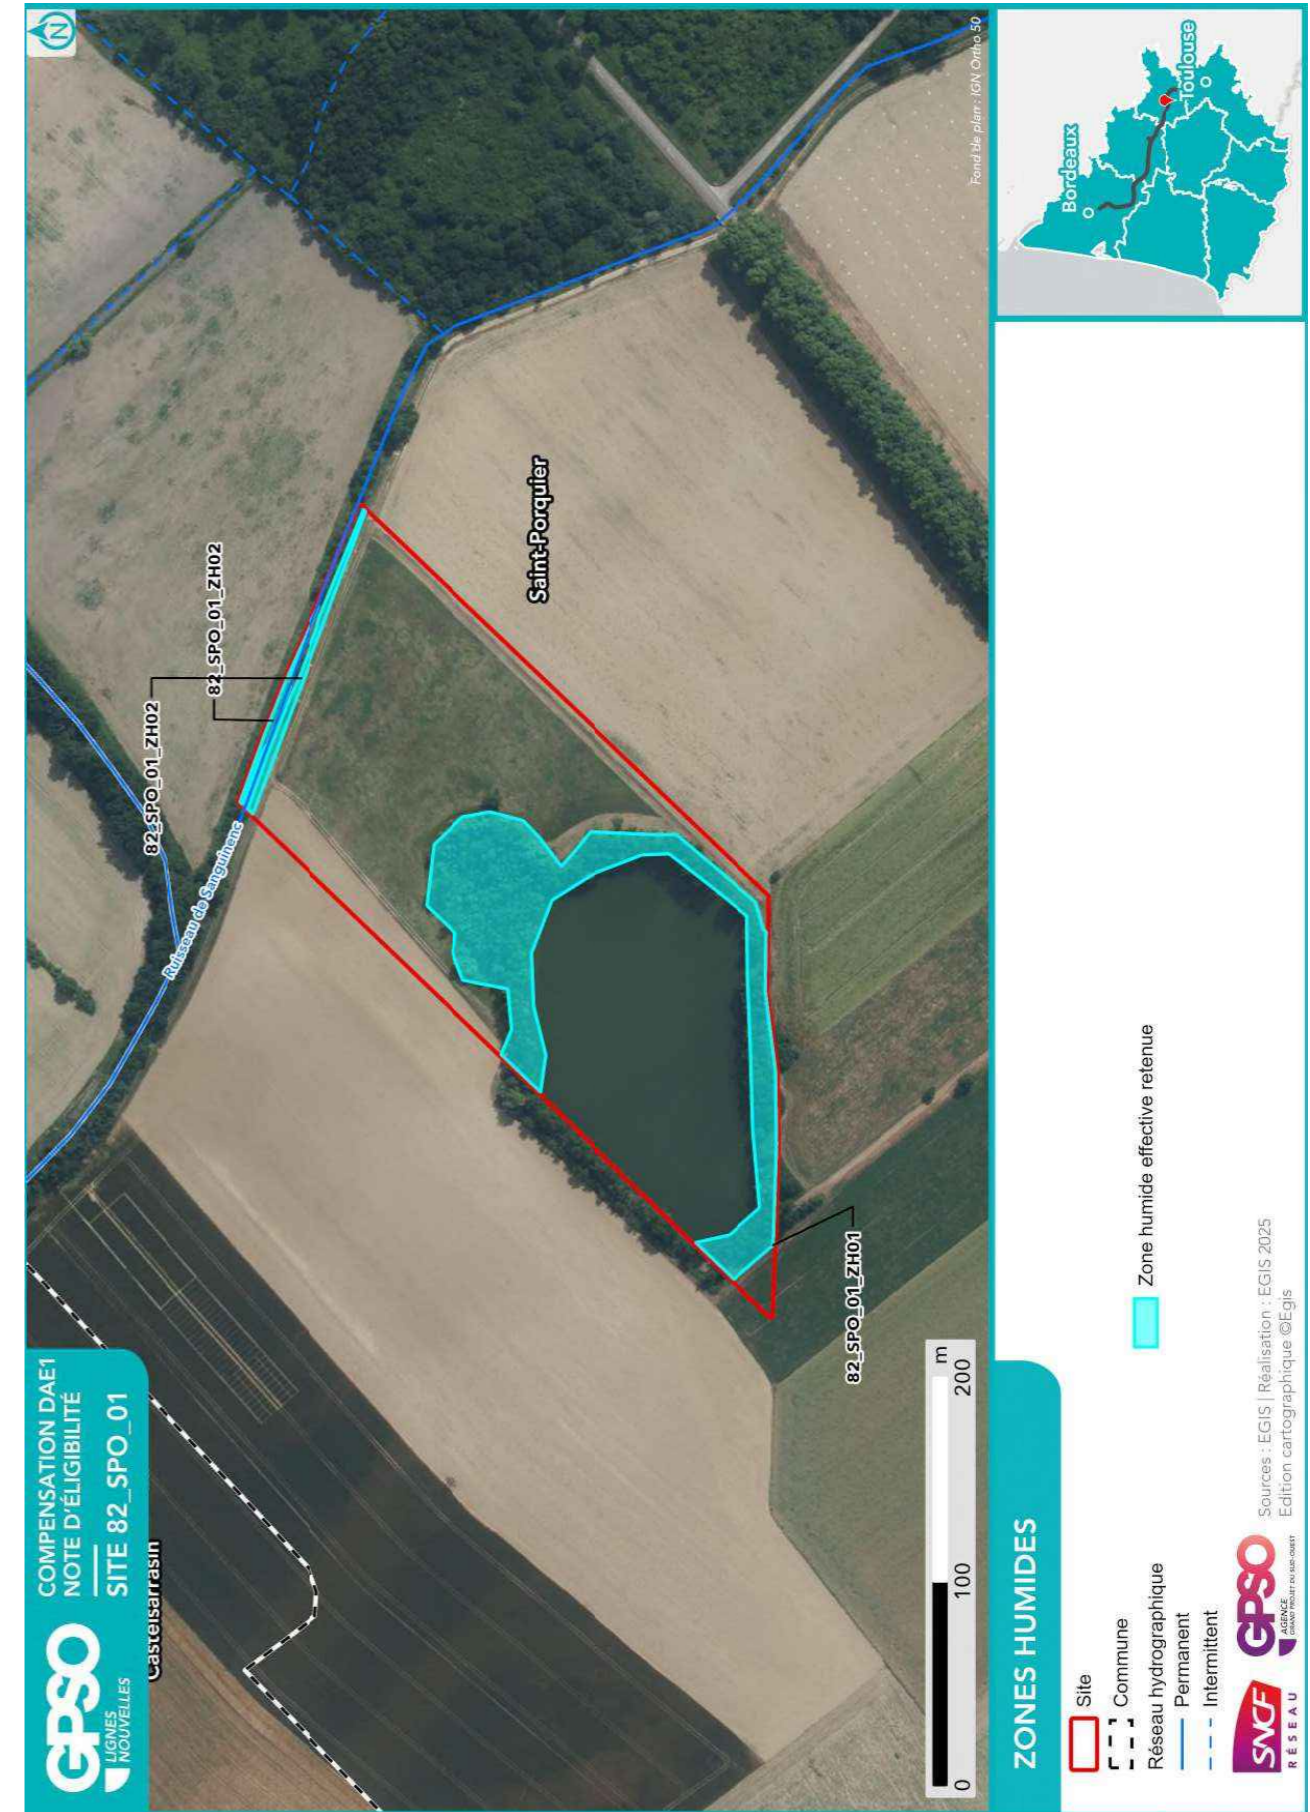 GPSO
LIGNES
NOUVELLES
COMPENSATION DAE1
NOTE D'ÉLIGIBILITÉ
SITE 82_SPO_01
N
Castelsarrasin
Ruisseau de Sanguinenc
82_SPO_01_ZH02
82_SPO_01_ZH02
Saint-Porquier
82_SPO_01_ZH01
0
100
200
m
Fond de plan : IGN Ortho 50
ZONES HUMIDES
Site
Commune
Réseau hydrographique
Permanent
Intermittent
Zone humide effective retenue
SNCF
RÉSEAU
GPSO
AGENCE
GRAND PROJET DU SUD-OUEST
Sources : EGIS | Réalisation : EGIS 2025
Edition cartographique ©Egis
Bordeaux
Toulouse